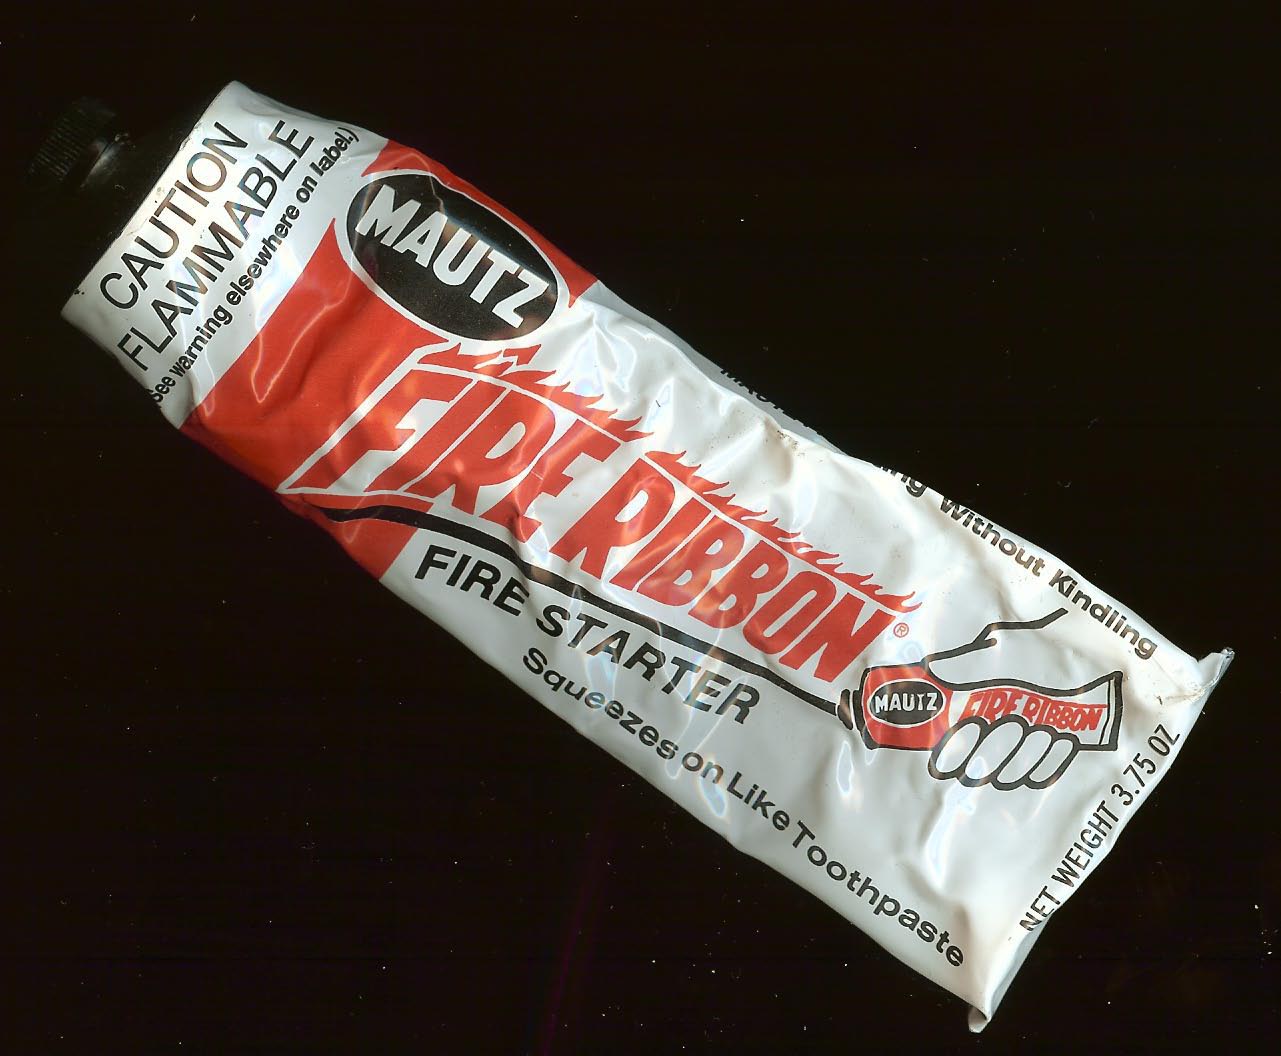 CAUTION
FLAMMABLE
See warning elsewhere on label.)
MAUTZ
FIRE RIBBON®
FIRE STARTER
Squeezes on Like Toothpaste
Without Kindling
MAUTZ
FIRE RIBBON
NET WEIGHT 3.75 OZ